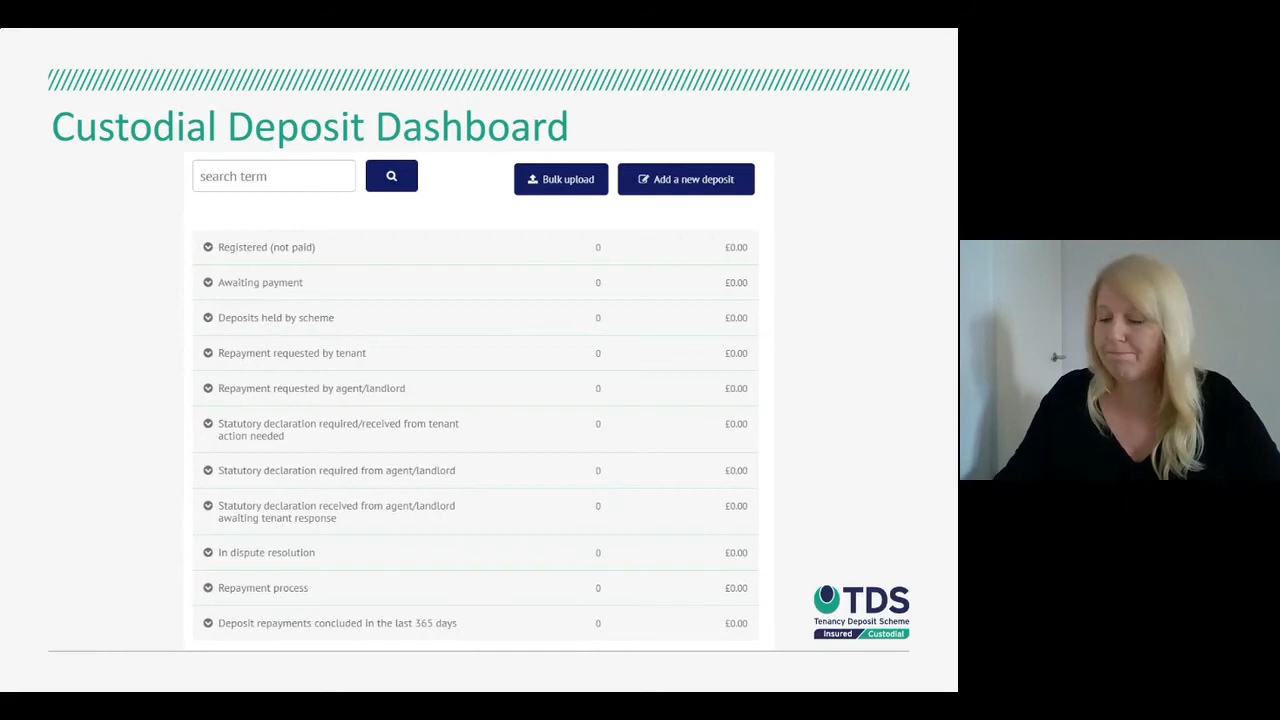 Custodial Deposit Dashboard
search term
Bulk upload
Add a new deposit
Registered (not paid) 0 £0.00
Awaiting payment 0 £0.00
Deposits held by scheme 0 £0.00
Repayment requested by tenant 0 £0.00
Repayment requested by agent/landlord 0 £0.00
Statutory declaration required/received from tenant 0 £0.00
action needed
Statutory declaration required from agent/landlord 0 £0.00
Statutory declaration received from agent/landlord 0 £0.00
awaiting tenant response
In dispute resolution 0 £0.00
Repayment process 0 £0.00
Deposit repayments concluded in the last 365 days 0 £0.00
TDS
Tenancy Deposit Scheme
Insured Custodial